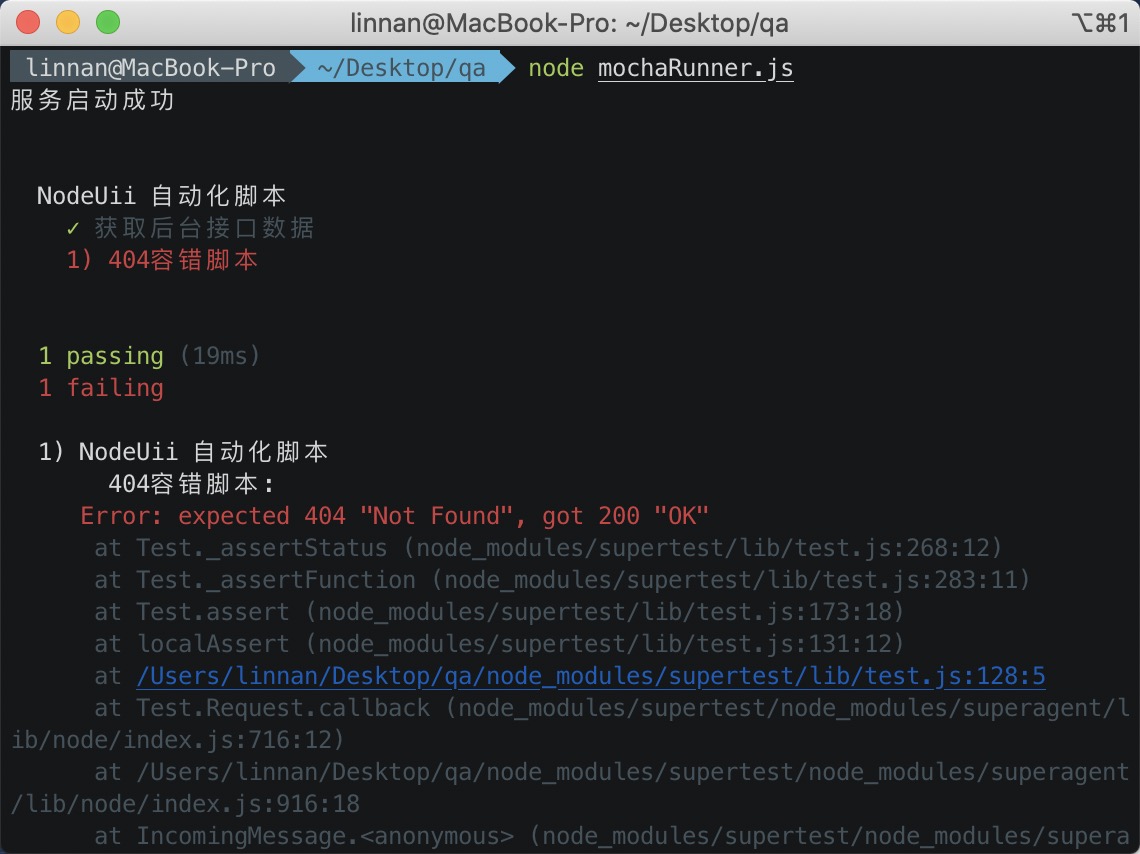 linnan@MacBook-Pro: ~/Desktop/qa ⌥⌘1
linnan@MacBook-Pro ~/Desktop/qa node mochaRunner.js
服务启动成功
NodeUii 自动化脚本
✓ 获取后台接口数据
1) 404容错脚本
1 passing (19ms)
1 failing
1) NodeUii 自动化脚本
404容错脚本:
Error: expected 404 "Not Found", got 200 "OK"
at Test._assertStatus (node_modules/supertest/lib/test.js:268:12)
at Test._assertFunction (node_modules/supertest/lib/test.js:283:11)
at Test.assert (node_modules/supertest/lib/test.js:173:18)
at localAssert (node_modules/supertest/lib/test.js:131:12)
at /Users/linnan/Desktop/qa/node_modules/supertest/lib/test.js:128:5
at Test.Request.callback (node_modules/supertest/node_modules/superagent/l
ib/node/index.js:716:12)
at /Users/linnan/Desktop/qa/node_modules/supertest/node_modules/superagent
/lib/node/index.js:916:18
at IncomingMessage.<anonymous> (node_modules/supertest/node_modules/supera